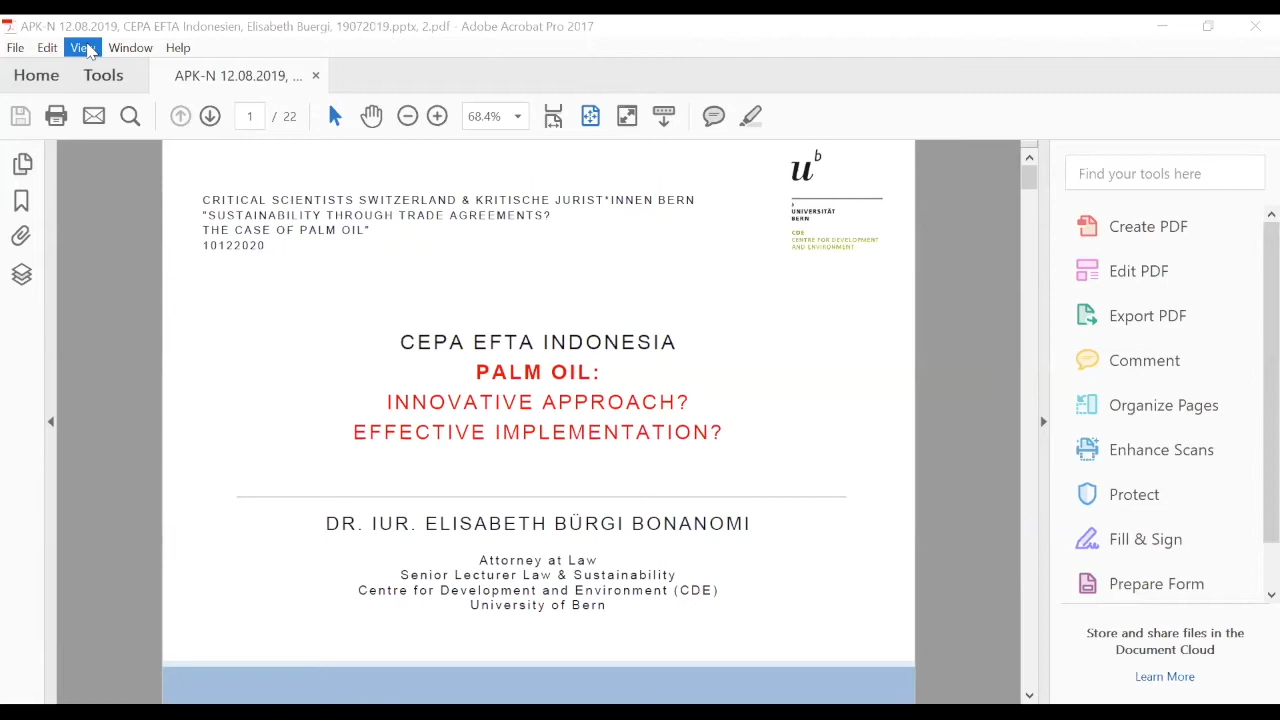 APK-N 12.08.2019, CEPA EFTA Indonesien, Elisabeth Buergi, 19072019.pptx, 2.pdf - Adobe Acrobat Pro 2017
File Edit View Window Help
Home Tools APK-N 12.08.2019, ... ×
1 / 22 68.4%
CRITICAL SCIENTISTS SWITZERLAND & KRITISCHE JURIST*INNEN BERN
"SUSTAINABILITY THROUGH TRADE AGREEMENTS?
THE CASE OF PALM OIL"
10122020
u b
b
UNIVERSITÄT
BERN
CDE
CENTRE FOR DEVELOPMENT
AND ENVIRONMENT
CEPA EFTA INDONESIA
PALM OIL:
INNOVATIVE APPROACH?
EFFECTIVE IMPLEMENTATION?
DR. IUR. ELISABETH BÜRGI BONANOMI
Attorney at Law
Senior Lecturer Law & Sustainability
Centre for Development and Environment (CDE)
University of Bern
Find your tools here
Create PDF
Edit PDF
Export PDF
Comment
Organize Pages
Enhance Scans
Protect
Fill & Sign
Prepare Form
Store and share files in the
Document Cloud
Learn More